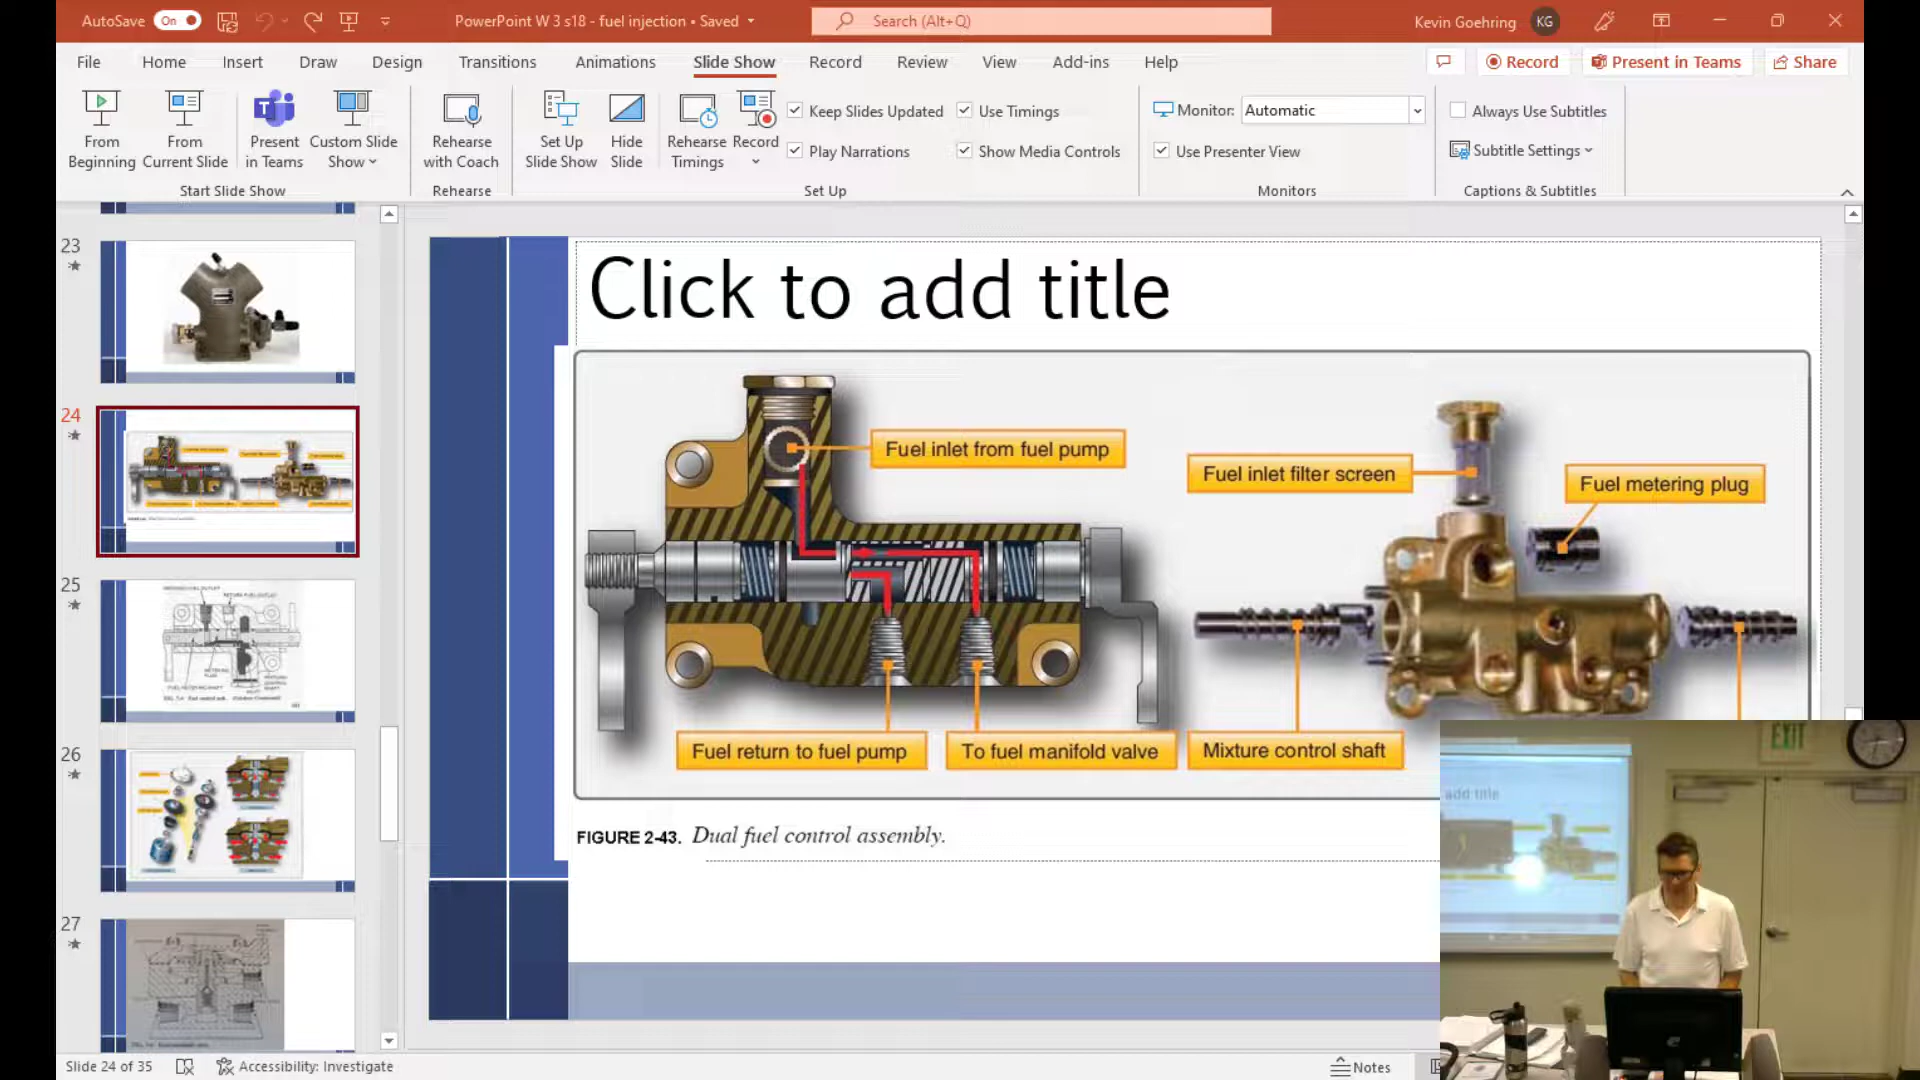 AutoSave On
PowerPoint W 3 s18 - fuel injection • Saved
Search (Alt+Q)
Kevin Goehring KG
File Home Insert Draw Design Transitions Animations Slide Show Record Review View Add-ins Help
Record Present in Teams Share
From Beginning
From Current Slide
Present in Teams
Custom Slide Show
Start Slide Show
Rehearse with Coach
Rehearse
Set Up Slide Show
Hide Slide
Rehearse Timings
Record
Keep Slides Updated
Play Narrations
Use Timings
Show Media Controls
Set Up
Monitor: Automatic
Use Presenter View
Monitors
Always Use Subtitles
Subtitle Settings
Captions & Subtitles
23
24
25
26
27
Click to add title
Fuel inlet from fuel pump
Fuel inlet filter screen
Fuel metering plug
Fuel return to fuel pump
To fuel manifold valve
Mixture control shaft
FIGURE 2-43. Dual fuel control assembly.
add title
EXIT
Slide 24 of 35
Accessibility: Investigate
Notes